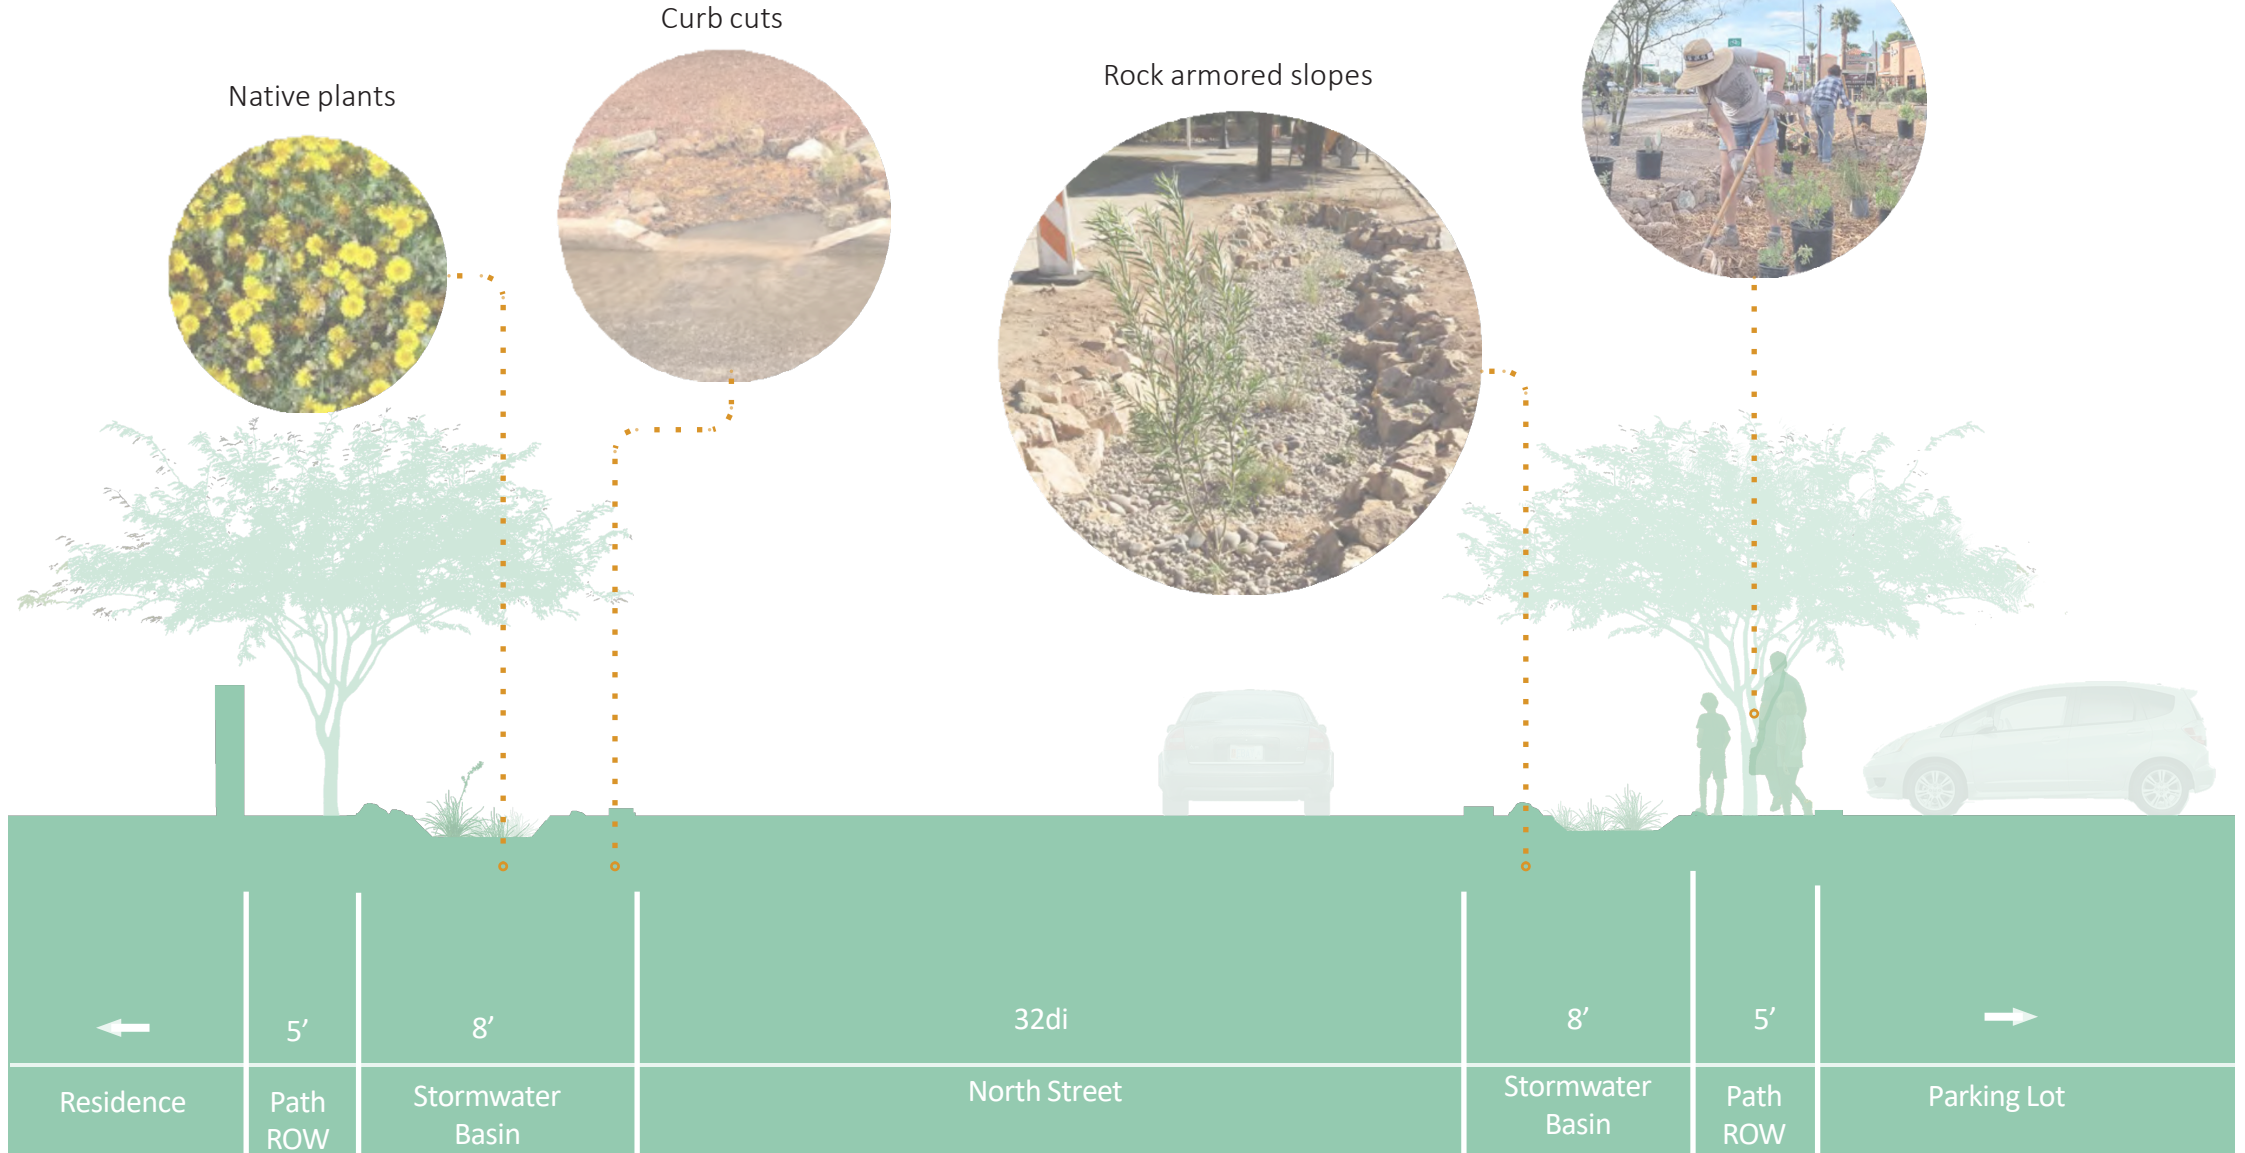 Curb cuts
Native plants
Rock armored slopes
5’
8’
32di
8’
5’
Residence
Path
ROW
Stormwater
Basin
North Street
Stormwater
Basin
Path
ROW
Parking Lot